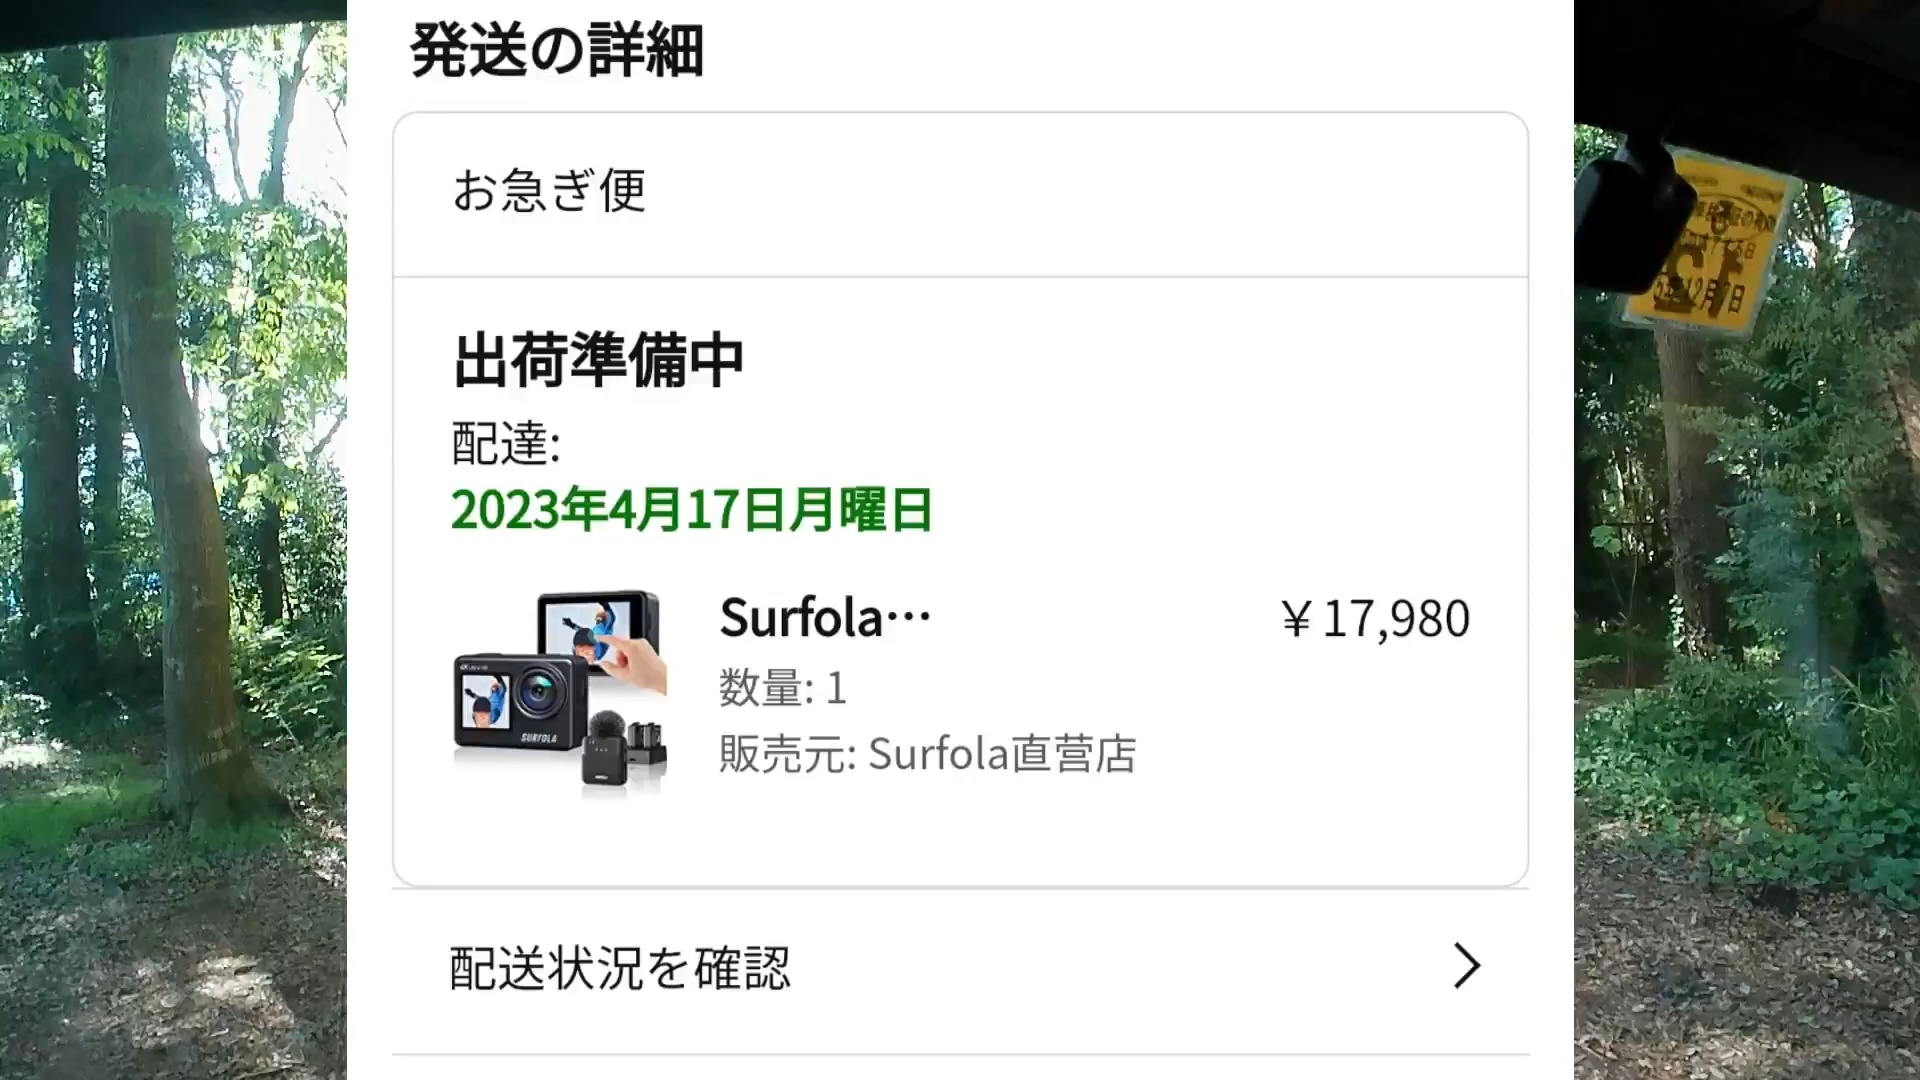 発送の詳細
お急ぎ便
出荷準備中
配達:
2023年4月17日月曜日
Surfola…
¥17,980
数量: 1
販売元: Surfola直営店
SURFOLA
配送状況を確認